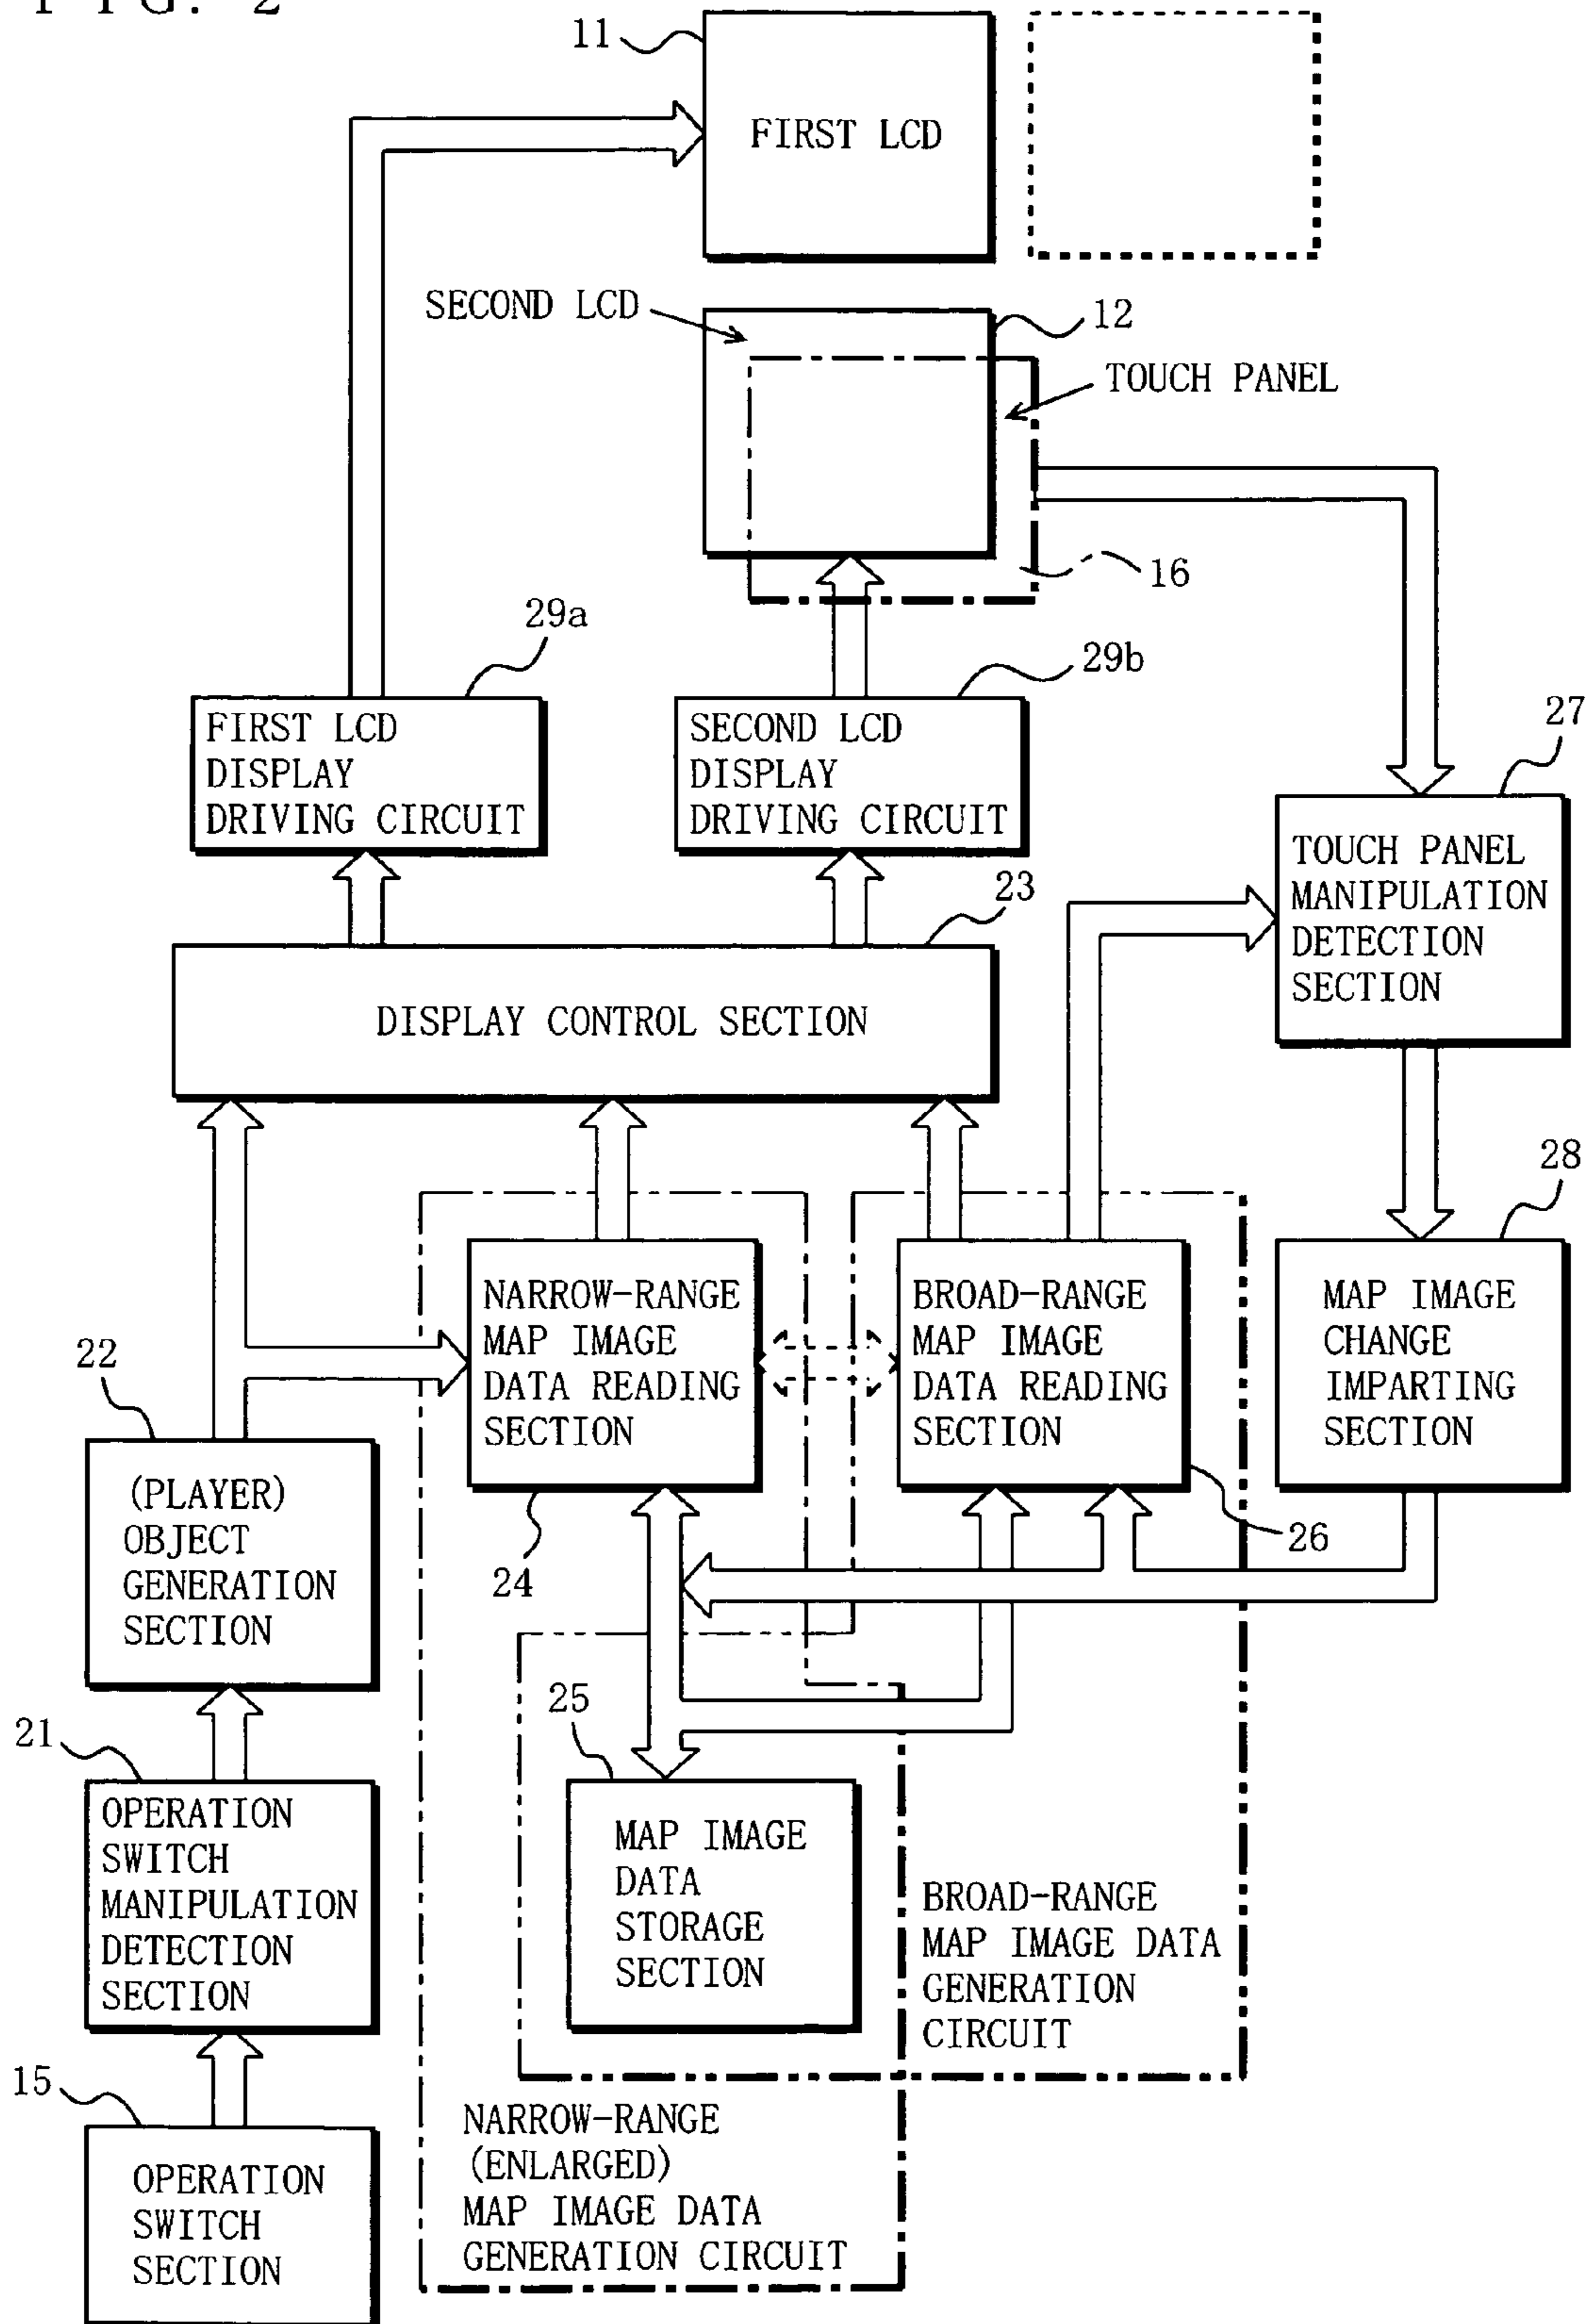 FIG. 2
11
FIRST LCD
SECOND LCD
12
TOUCH PANEL
16
29a
29b
FIRST LCD
DISPLAY
DRIVING CIRCUIT
SECOND LCD
DISPLAY
DRIVING CIRCUIT
27
TOUCH PANEL
MANIPULATION
DETECTION
SECTION
23
DISPLAY CONTROL SECTION
28
NARROW-RANGE
MAP IMAGE
DATA READING
SECTION
24
BROAD-RANGE
MAP IMAGE
DATA READING
SECTION
26
MAP IMAGE
CHANGE
IMPARTING
SECTION
22
(PLAYER)
OBJECT
GENERATION
SECTION
25
MAP IMAGE
DATA
STORAGE
SECTION
21
OPERATION
SWITCH
MANIPULATION
DETECTION
SECTION
BROAD-RANGE
MAP IMAGE DATA
GENERATION
CIRCUIT
15
OPERATION
SWITCH
SECTION
NARROW-RANGE
(ENLARGED)
MAP IMAGE DATA
GENERATION CIRCUIT